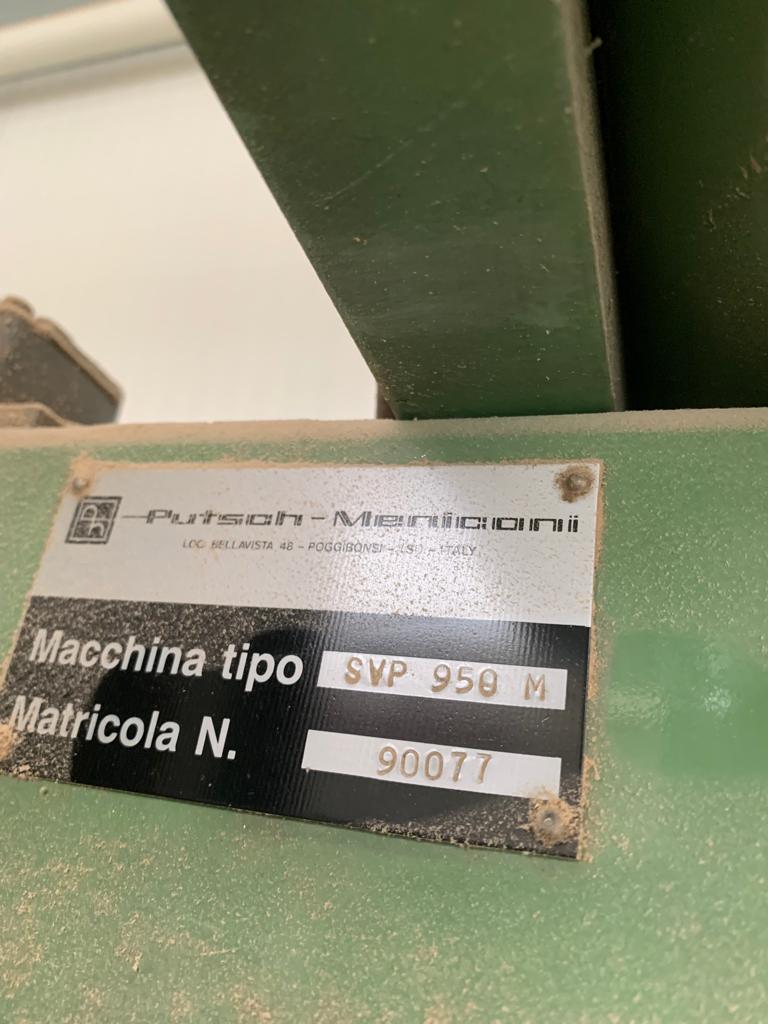 Putsch-Meniconi
LOC. BELLAVISTA 48 - POGGIBONSI - (SI) - ITALY
Macchina tipo SVP 950 M
Matricola N. 90077